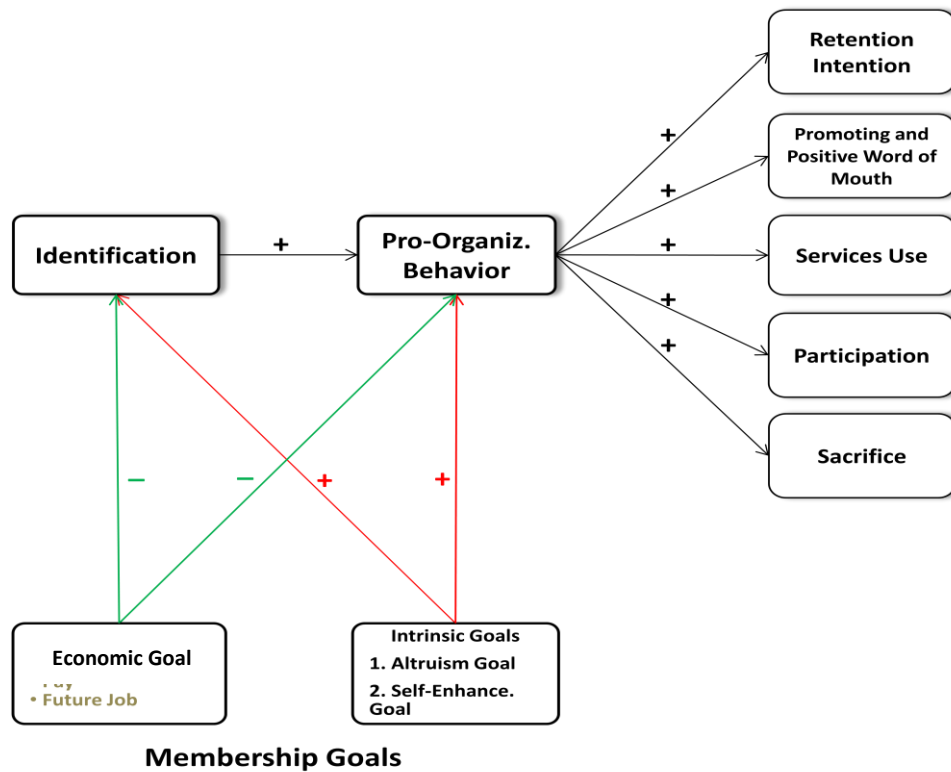 Retention
Intention
+
Promoting and
Positive Word of
Mouth
+
Identification
+
Pro-Organiz.
Behavior
+
Services Use
+
Participation
+
Sacrifice
−
−
+
+
Economic Goal
• Future Job
Intrinsic Goals
1. Altruism Goal
2. Self-Enhance.
Goal
Membership Goals